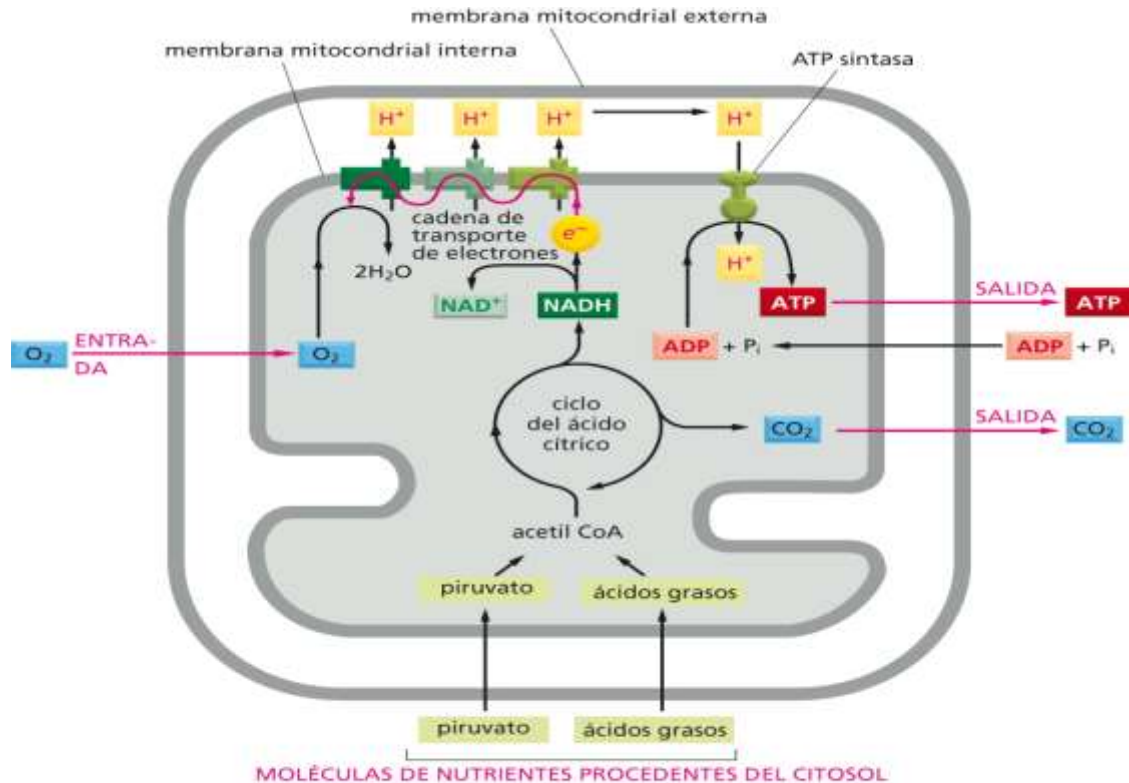 membrana mitocondrial externa
membrana mitocondrial interna
ATP sintasa
H⁺
H⁺
H⁺
H⁺
cadena de
transporte
de electrones
e⁻
2H₂O
H⁺
NAD⁺
NADH
ATP
SALIDA
ATP
O₂
ENTRA-
DA
O₂
ADP + Pᵢ
ADP + Pᵢ
ciclo
del ácido
cítrico
CO₂
SALIDA
CO₂
acetil CoA
piruvato
ácidos grasos
piruvato
ácidos grasos
MOLÉCULAS DE NUTRIENTES PROCEDENTES DEL CITOSOL